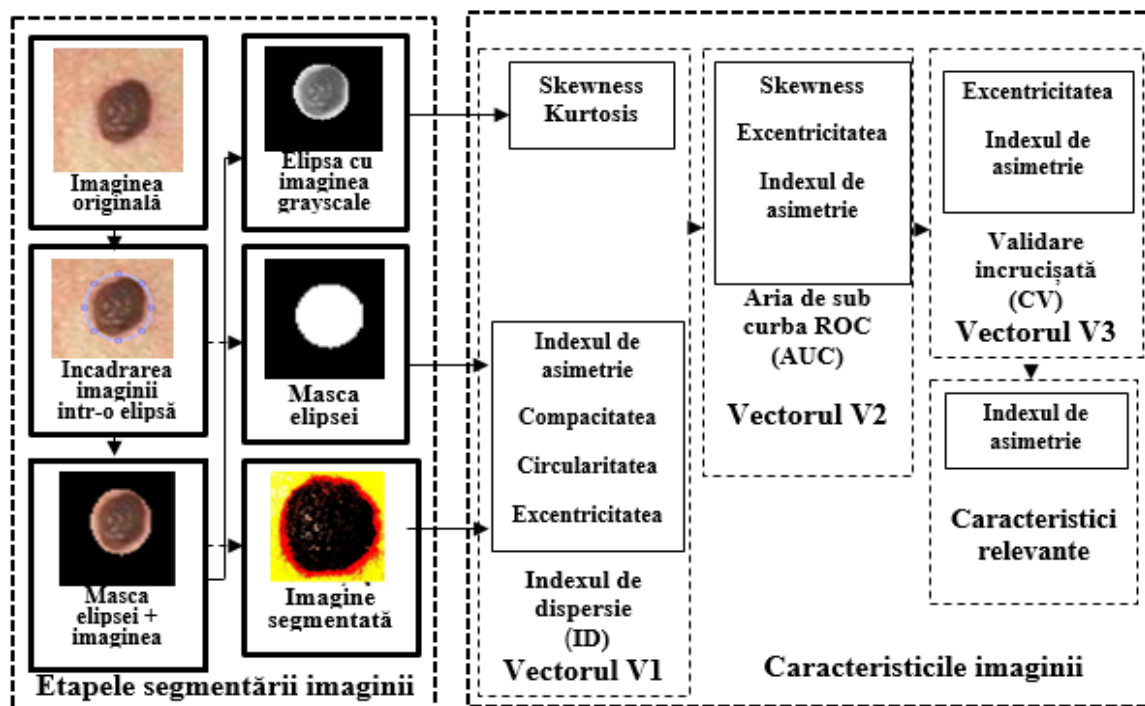 Imaginea
originală
Incadrarea
imaginii
intr-o elipsă
Masca
elipsei +
imaginea
Elipsa cu
imaginea
grayscale
Masca
elipsei
Imagine
segmentată
Etapele segmentării imaginii
Skewness
Kurtosis
Indexul de
asimetrie
Compacitatea
Circularitatea
Excentricitatea
Indexul de
dispersie
(ID)
Vectorul V1
Skewness
Excentricitatea
Indexul de
asimetrie
Aria de sub
curba ROC
(AUC)
Vectorul V2
Excentricitatea
Indexul de
asimetrie
Validare
incrucișată
(CV)
Vectorul V3
Indexul de
asimetrie
Caracteristici
relevante
Caracteristicile imaginii